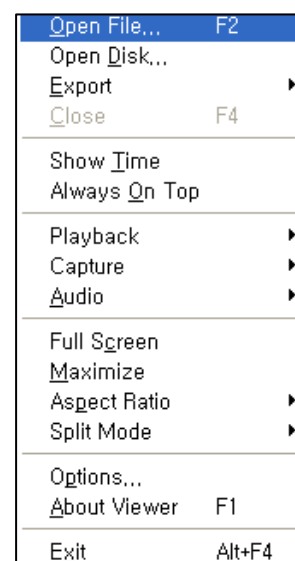 Open File... F2
Open Disk...
Export
Close F4
Show Time
Always On Top
Playback
Capture
Audio
Full Screen
Maximize
Aspect Ratio
Split Mode
Options...
About Viewer F1
Exit Alt+F4